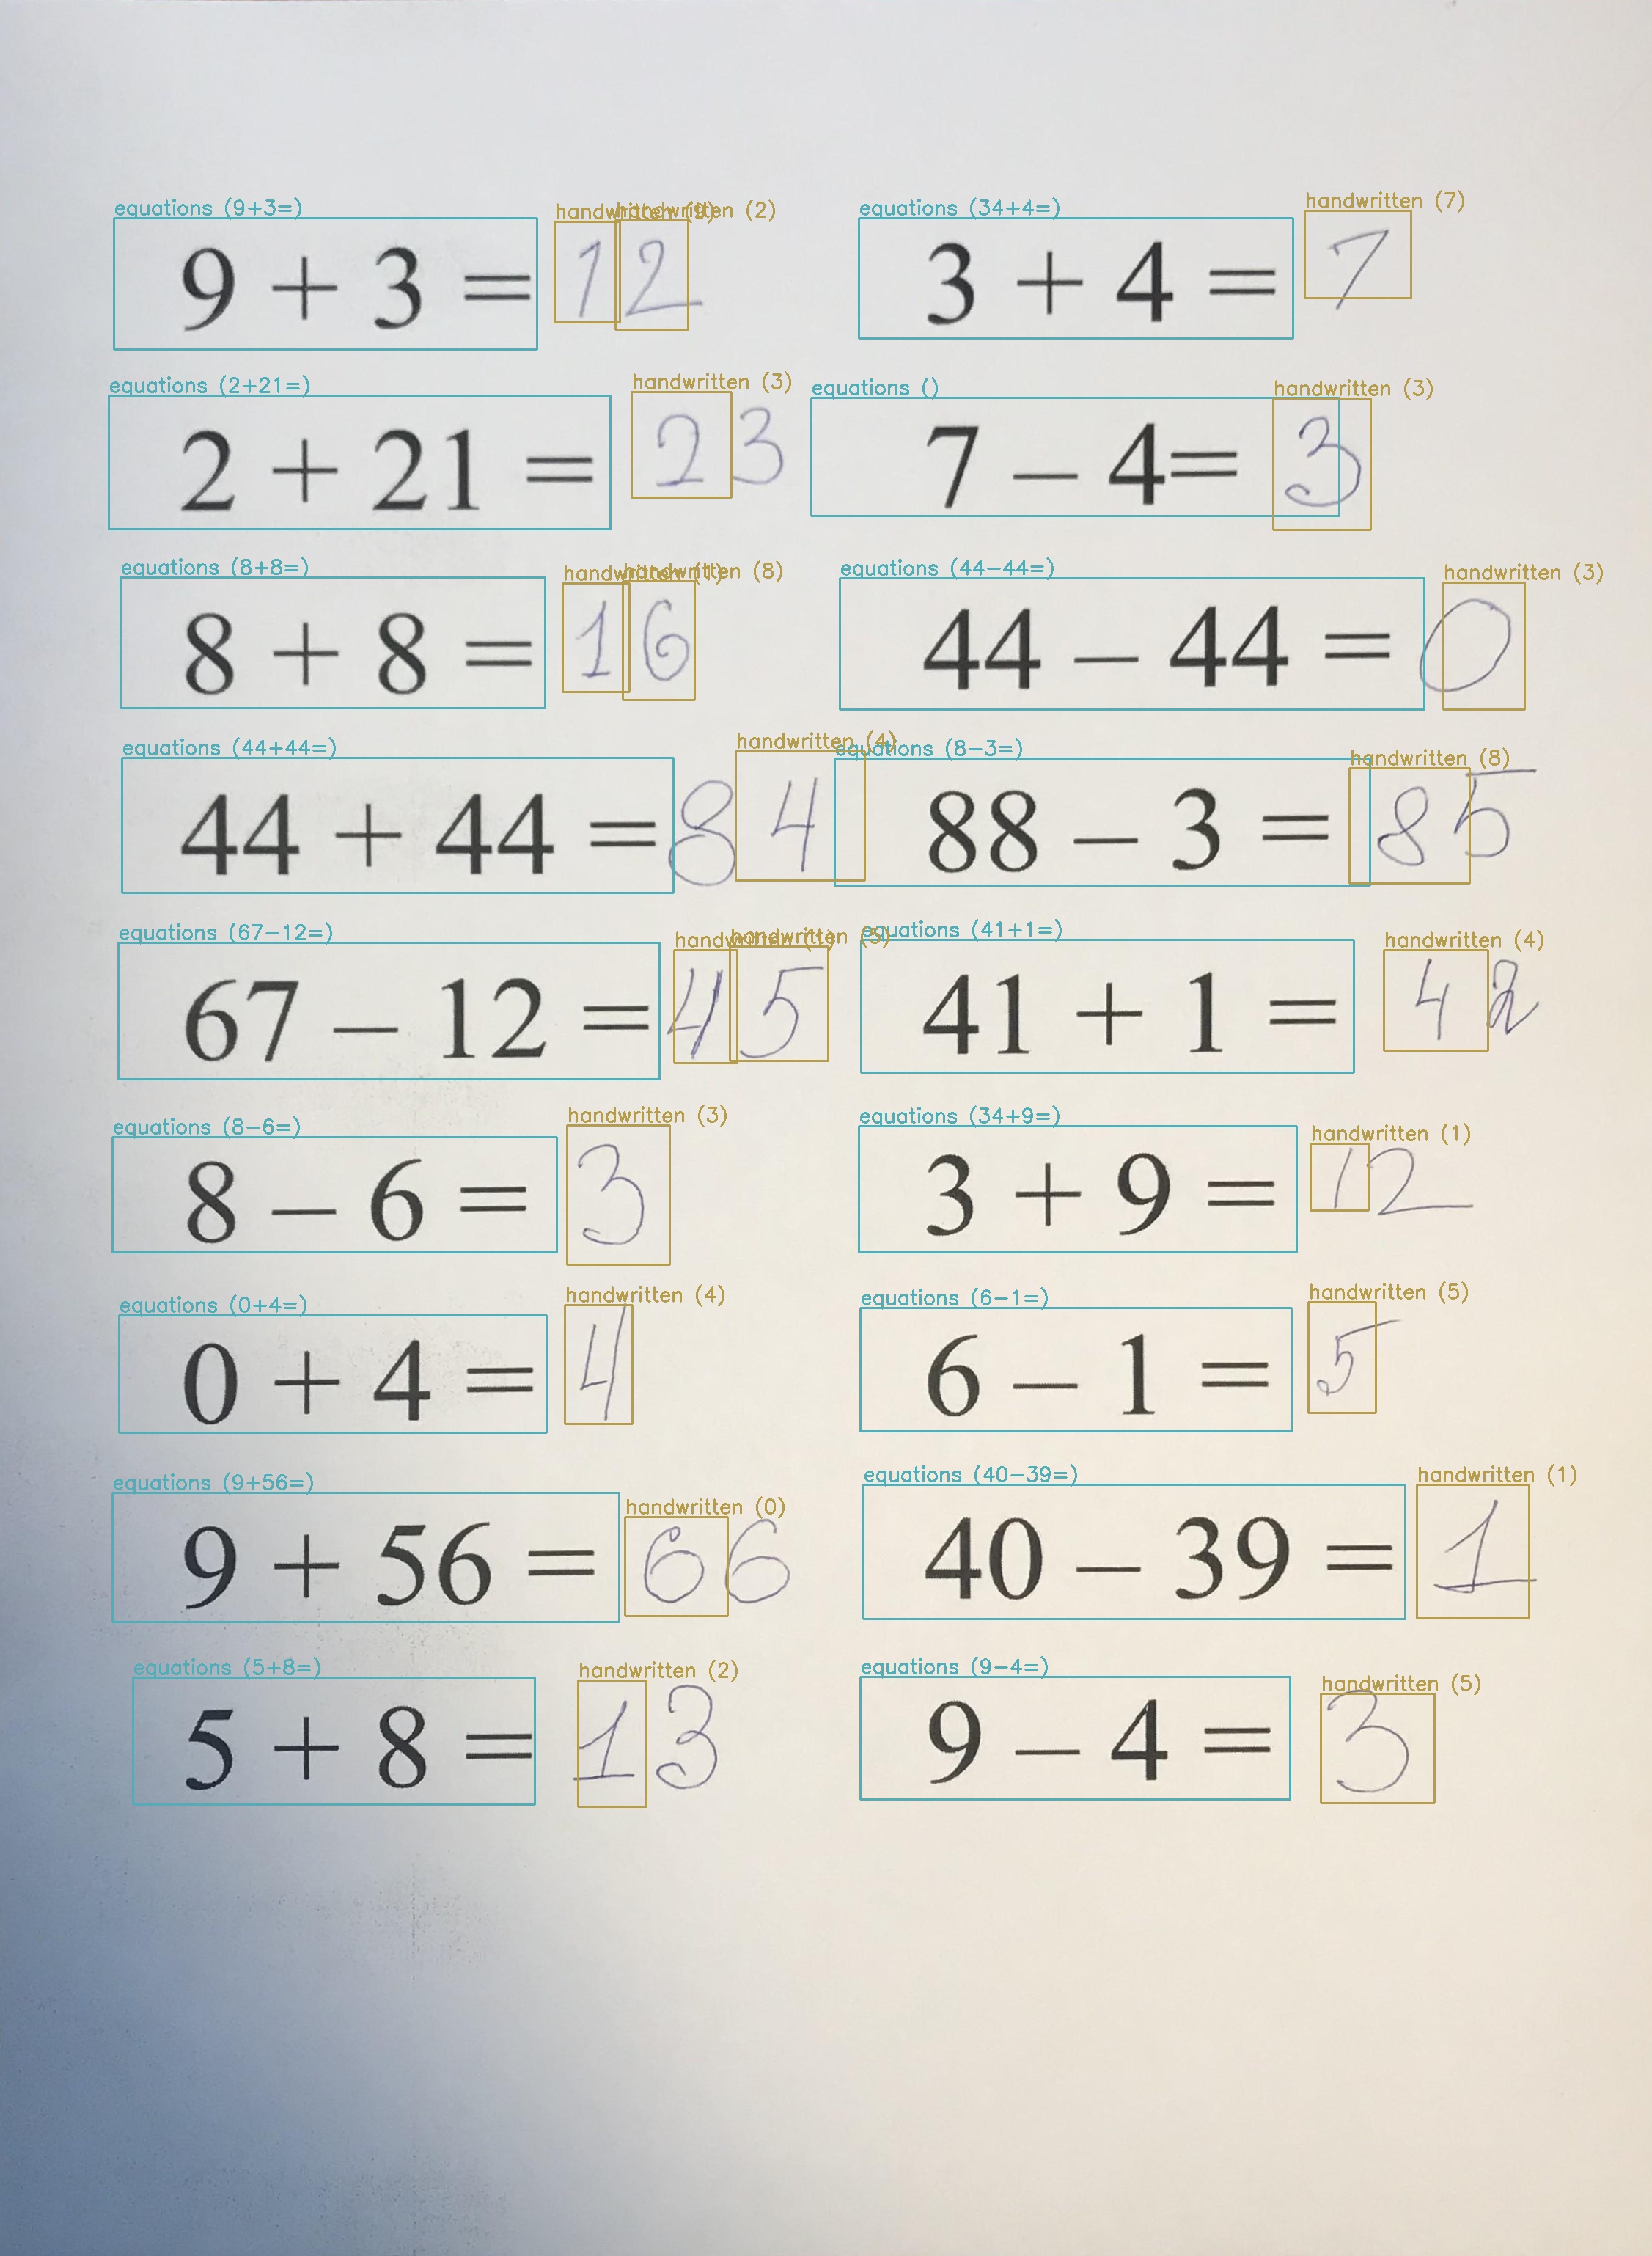 equations (9+3=) handwritten (9) handwritten (2) equations (34+4=) handwritten (7)
9 + 3 = 12 3 + 4 = 7
equations (2+21=) handwritten (3) equations () handwritten (3)
2 + 21 = 23 7 – 4= 3
equations (8+8=) handwritten (1) handwritten (8) equations (44-44=) handwritten (3)
8 + 8 = 16 44 – 44 = 0
equations (44+44=) handwritten (4) equations (8-3=) handwritten (8)
44 + 44 = 84 88 – 3 = 85
equations (67-12=) handwritten (1) handwritten (5) equations (41+1=) handwritten (4)
67 – 12 = 45 41 + 1 = 42
equations (8-6=) handwritten (3) equations (34+9=) handwritten (1)
8 – 6 = 3 3 + 9 = 12
equations (0+4=) handwritten (4) equations (6-1=) handwritten (5)
0 + 4 = 4 6 – 1 = 5
equations (9+56=) handwritten (0) equations (40-39=) handwritten (1)
9 + 56 = 66 40 – 39 = 1
equations (5+8=) handwritten (2) equations (9-4=) handwritten (5)
5 + 8 = 13 9 – 4 = 3